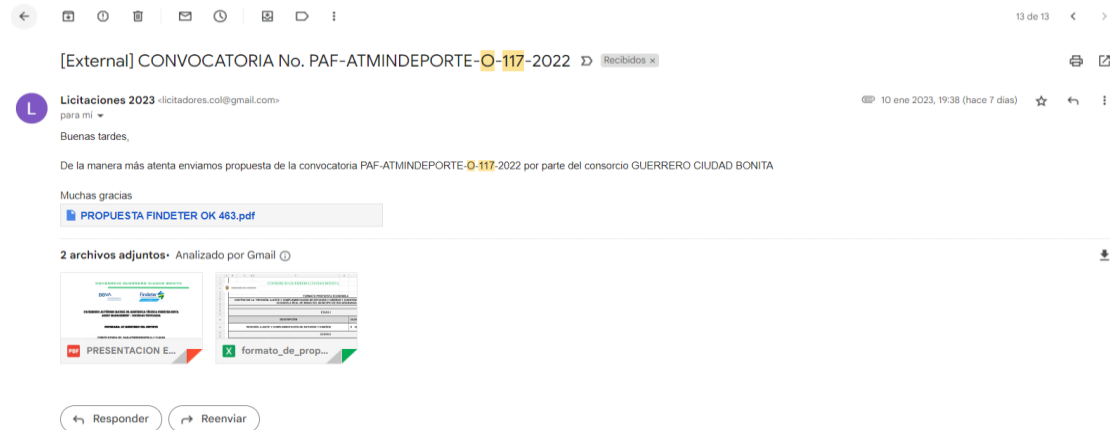 13 de 13
[External] CONVOCATORIA No. PAF-ATMINDEPORTE-O-117-2022 Recibidos ×
L
Licitaciones 2023 <licitadores.col@gmail.com>
10 ene 2023, 19:38 (hace 7 días)
para mí
Buenas tardes,
De la manera más atenta enviamos propuesta de la convocatoria PAF-ATMINDEPORTE-O-117-2022 por parte del consorcio GUERRERO CIUDAD BONITA
Muchas gracias
PROPUESTA FINDETER OK 463.pdf
2 archivos adjuntos • Analizado por Gmail
BBVA
Findeter
PDF PRESENTACION E...
X formato_de_prop...
Responder
Reenviar